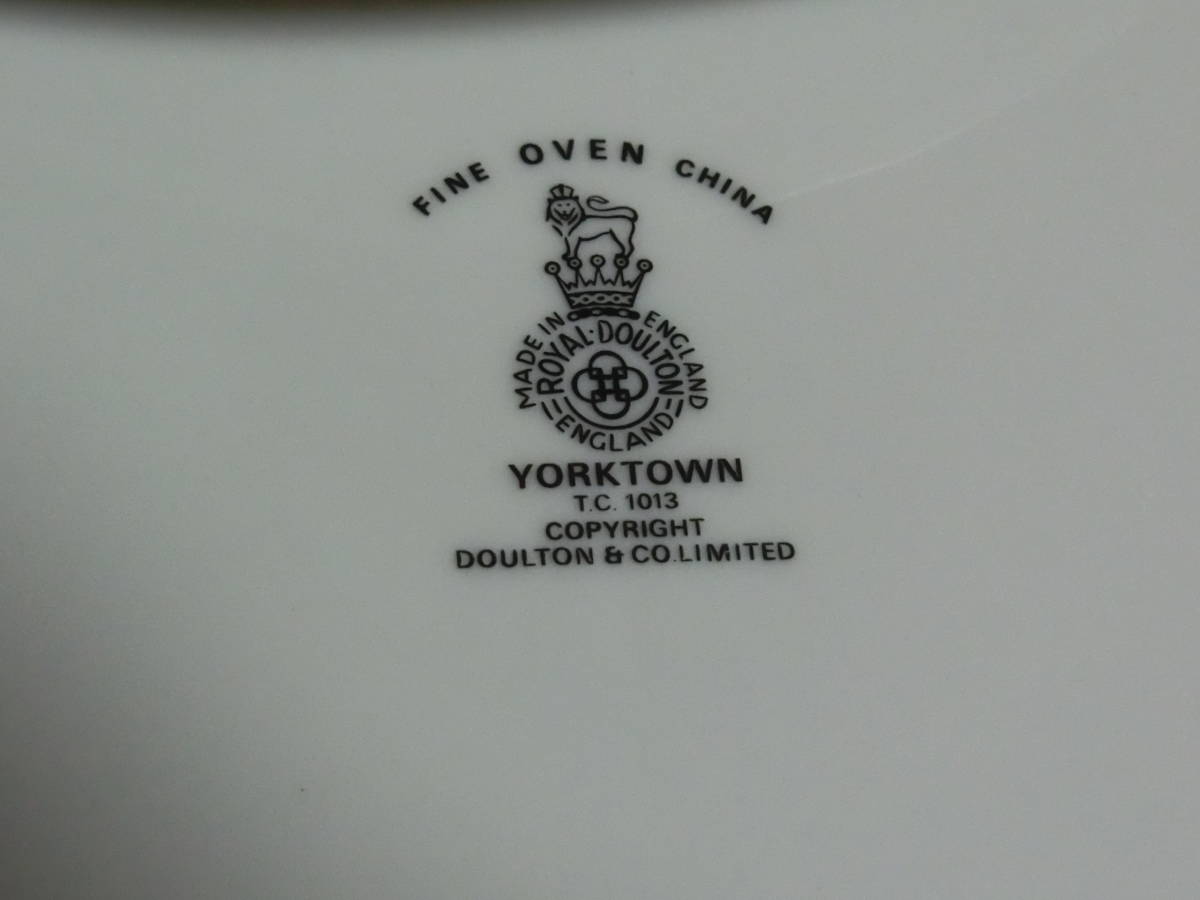 FINE OVEN CHINA
MADE IN ENGLAND
ROYAL·DOULTON
ENGLAND
YORKTOWN
T.C. 1013
COPYRIGHT
DOULTON & CO.LIMITED